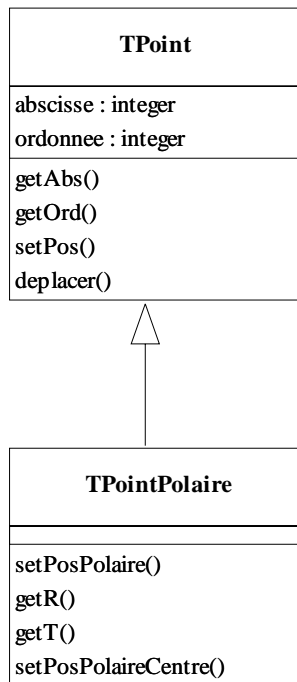 TPoint
abscisse : integer
ordonnee : integer
getAbs()
getOrd()
setPos()
deplacer()
TPointPolaire
setPosPolaire()
getR()
getT()
setPosPolaireCentre()